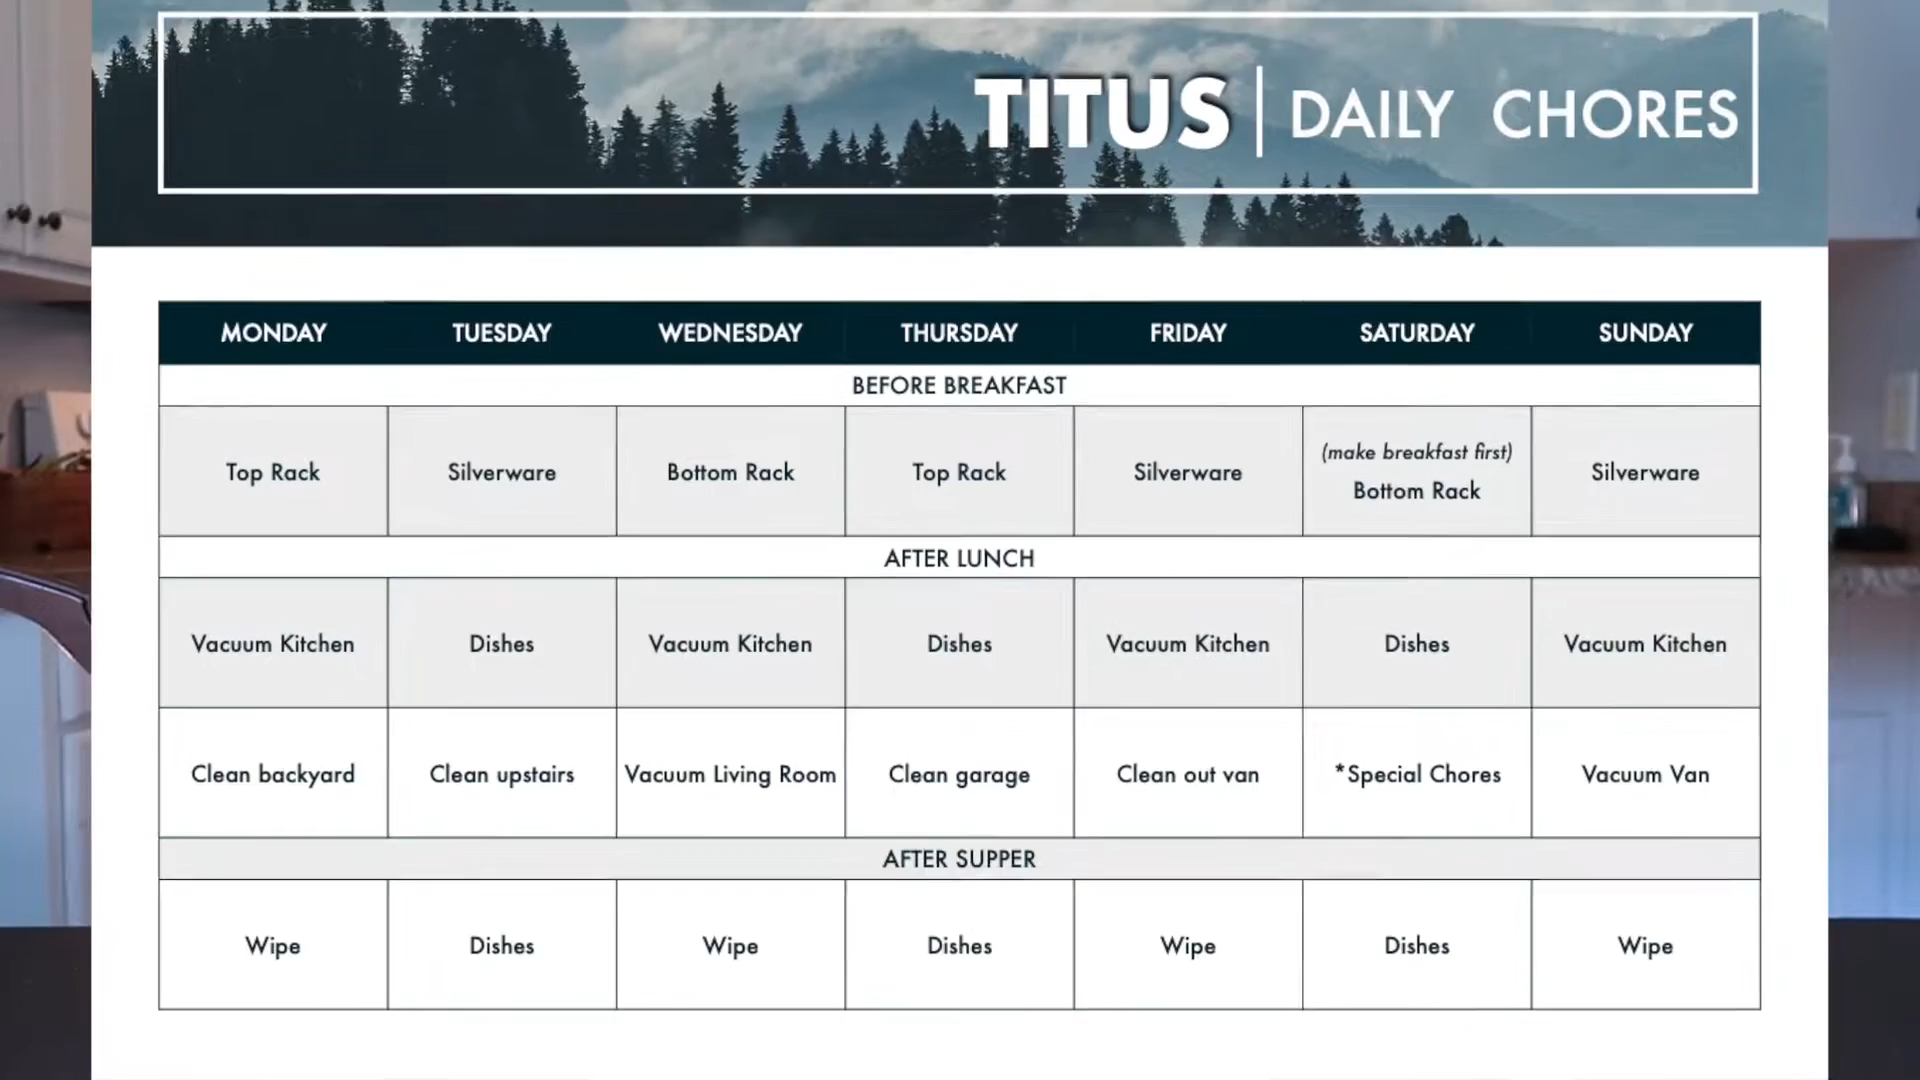 TITUS | DAILY CHORES
MONDAY TUESDAY WEDNESDAY THURSDAY FRIDAY SATURDAY SUNDAY
BEFORE BREAKFAST
Top Rack Silverware Bottom Rack Top Rack Silverware (make breakfast first) Bottom Rack Silverware
AFTER LUNCH
Vacuum Kitchen Dishes Vacuum Kitchen Dishes Vacuum Kitchen Dishes Vacuum Kitchen
Clean backyard Clean upstairs Vacuum Living Room Clean garage Clean out van *Special Chores Vacuum Van
AFTER SUPPER
Wipe Dishes Wipe Dishes Wipe Dishes Wipe